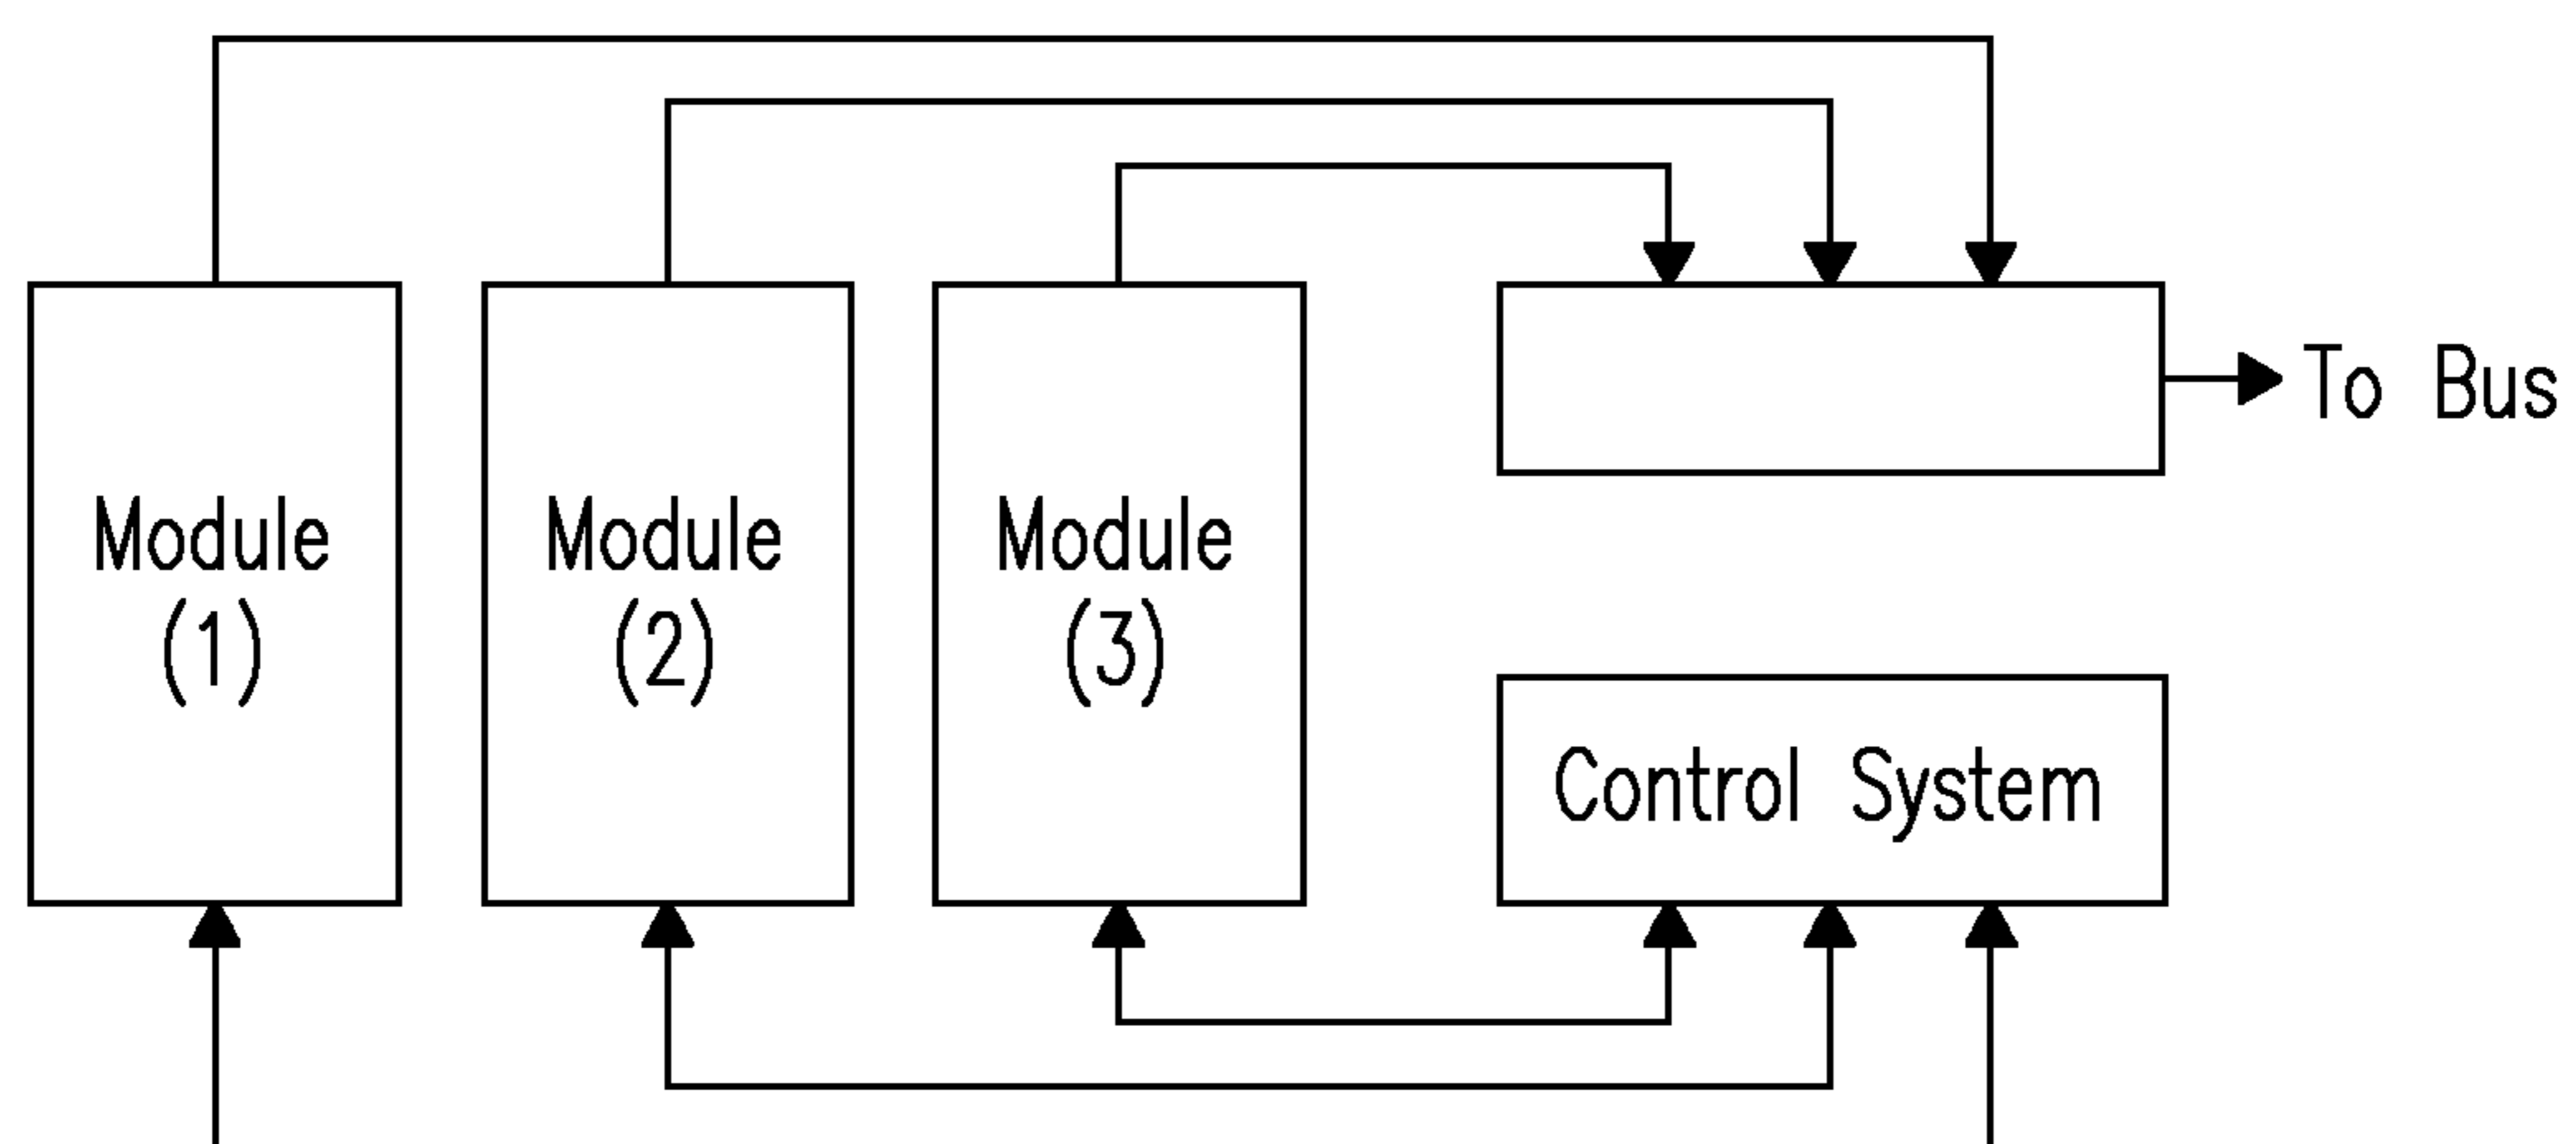 To Bus
Module
(1)
Module
(2)
Module
(3)
Control System